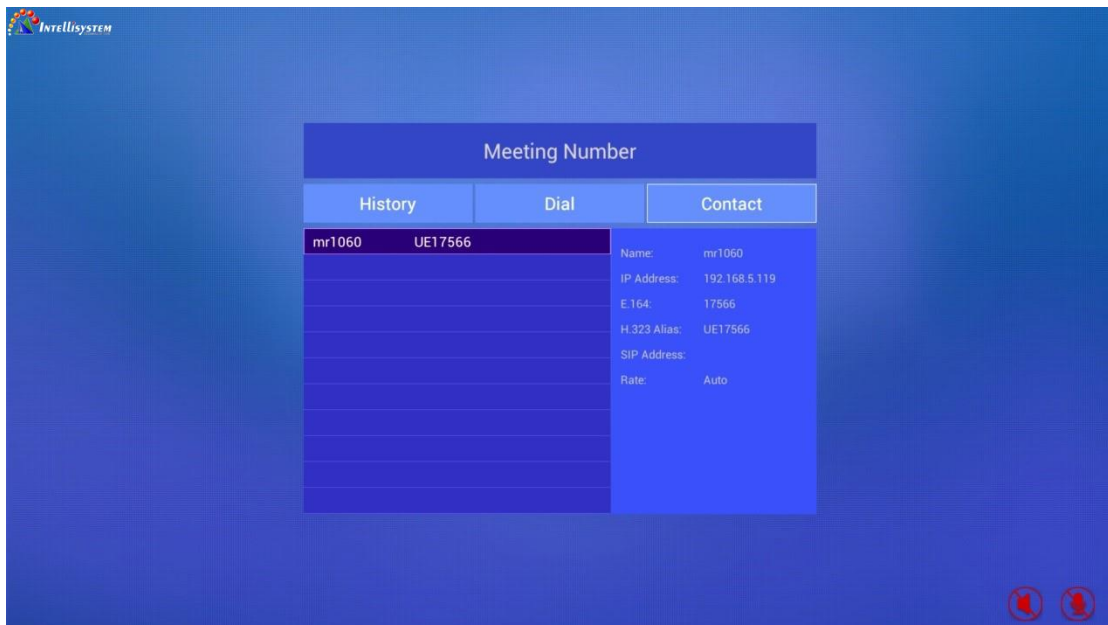 Intellisystem
Meeting Number
History Dial Contact
mr1060 UE17566
Name: mr1060
IP Address: 192.168.5.119
E.164: 17566
H.323 Alias: UE17566
SIP Address:
Rate: Auto